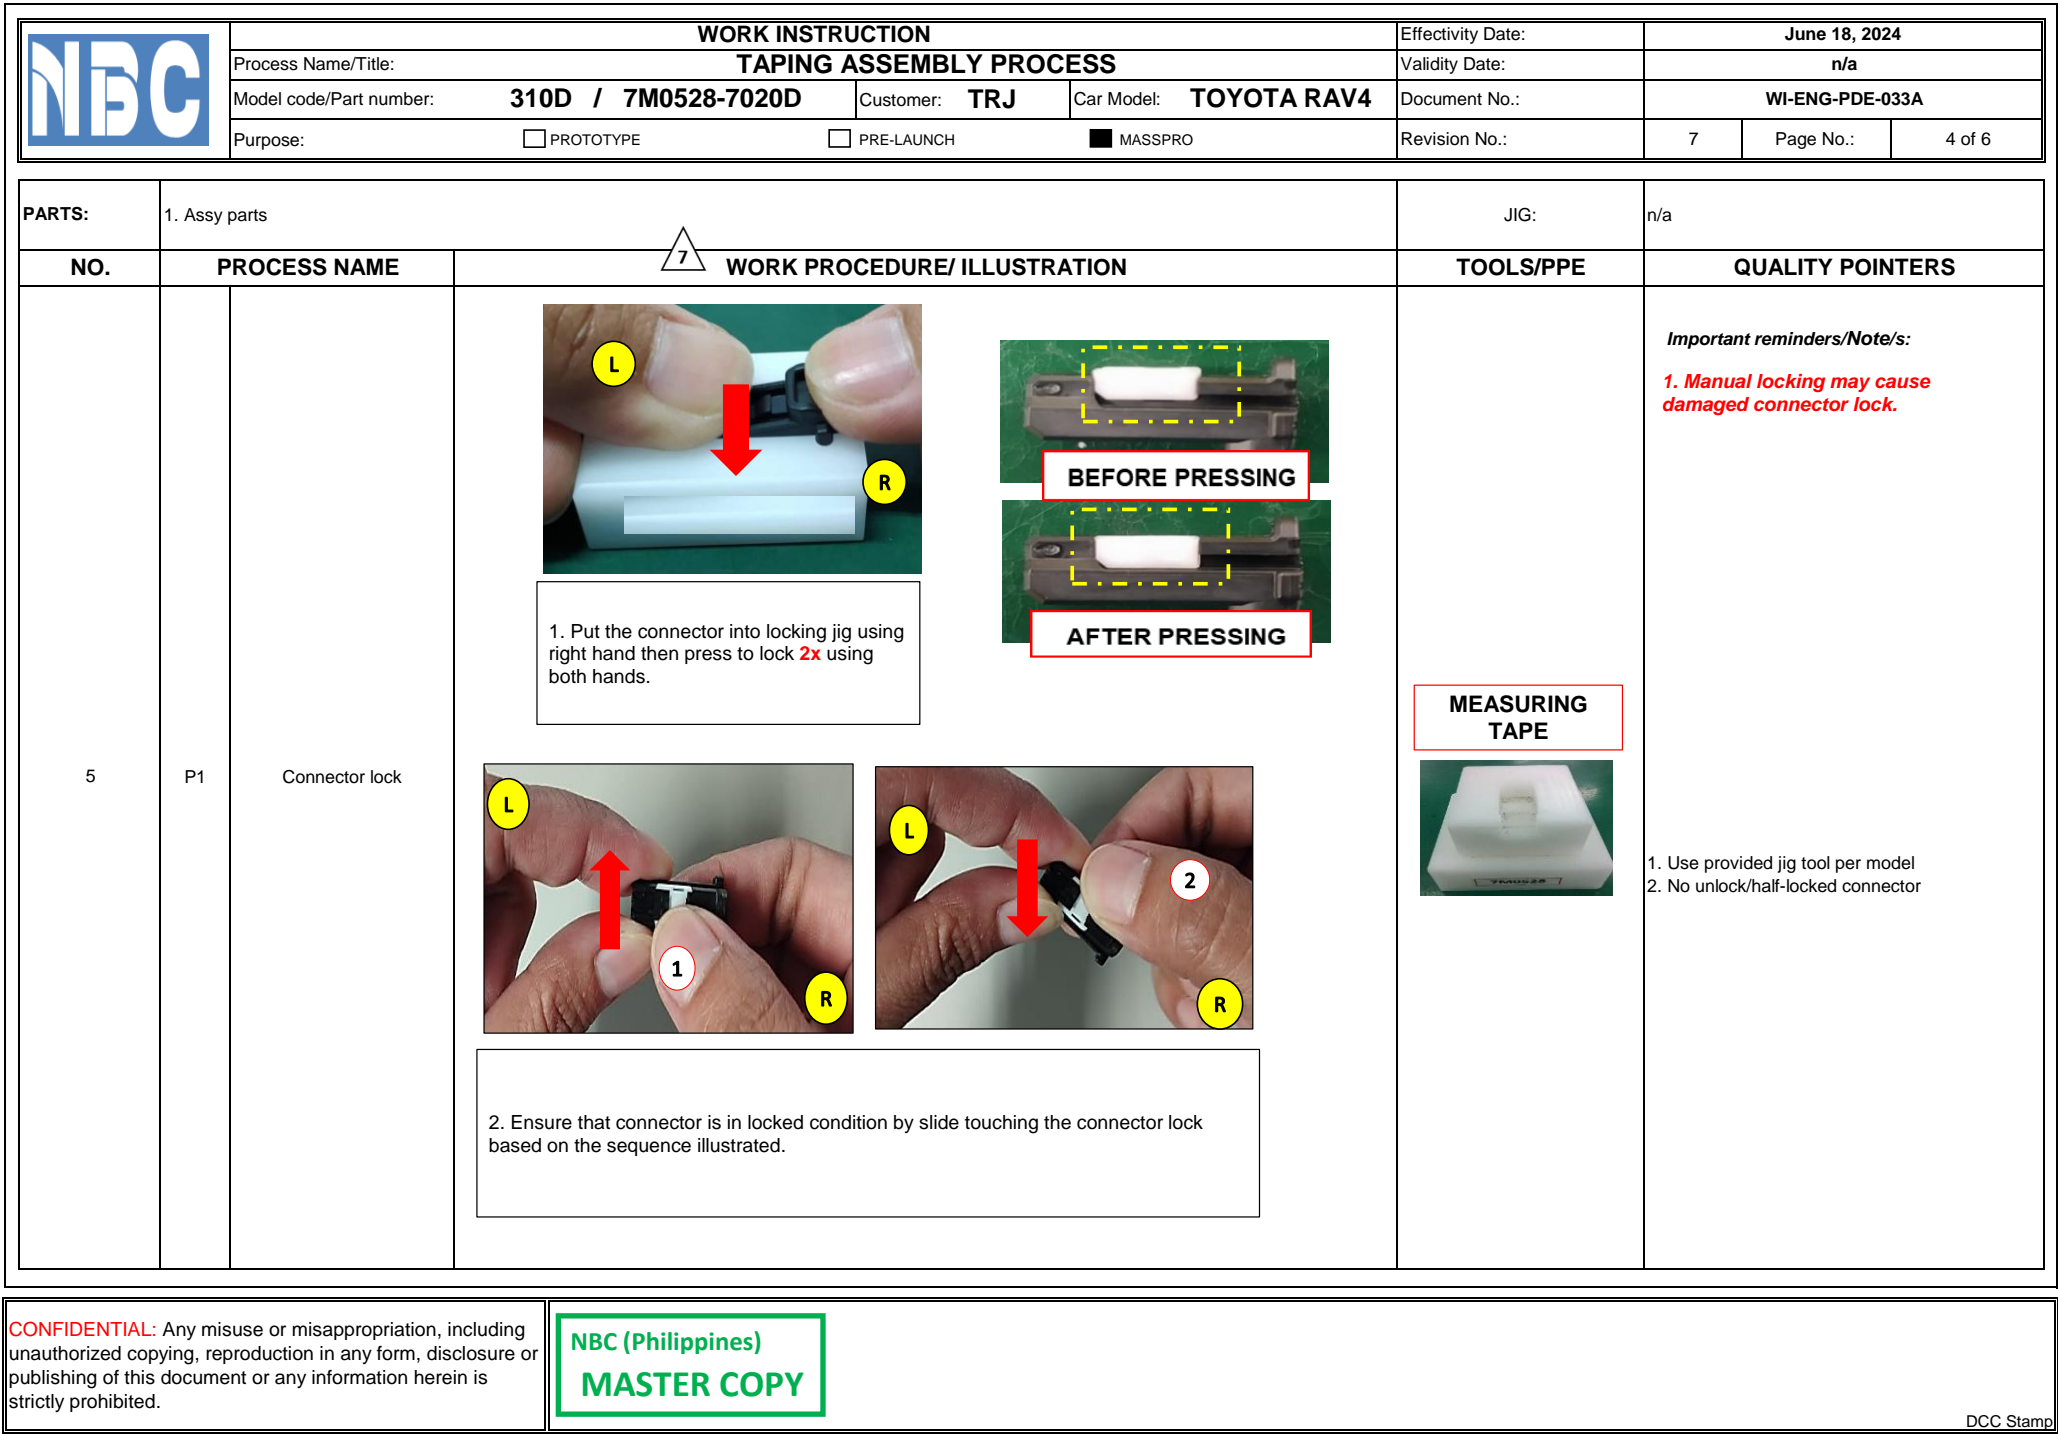 NBC
WORK INSTRUCTION
Effectivity Date:
June 18, 2024
Process Name/Title:
TAPING ASSEMBLY PROCESS
Validity Date:
n/a
Model code/Part number:
310D / 7M0528-7020D
Customer: TRJ
Car Model: TOYOTA RAV4
Document No.:
WI-ENG-PDE-033A
Purpose:
PROTOTYPE
PRE-LAUNCH
MASSPRO
Revision No.:
7
Page No.:
4 of 6
PARTS:
1. Assy parts
JIG:
n/a
NO.
PROCESS NAME
7
WORK PROCEDURE/ ILLUSTRATION
TOOLS/PPE
QUALITY POINTERS
5
P1
Connector lock
L
R
BEFORE PRESSING
AFTER PRESSING
1. Put the connector into locking jig using
right hand then press to lock 2x using
both hands.
L
1
R
L
2
R
2. Ensure that connector is in locked condition by slide touching the connector lock
based on the sequence illustrated.
MEASURING
TAPE
7M0528
Important reminders/Note/s:
1. Manual locking may cause
damaged connector lock.
1. Use provided jig tool per model
2. No unlock/half-locked connector
CONFIDENTIAL: Any misuse or misappropriation, including
unauthorized copying, reproduction in any form, disclosure or
publishing of this document or any information herein is
strictly prohibited.
NBC (Philippines)
MASTER COPY
DCC Stamp